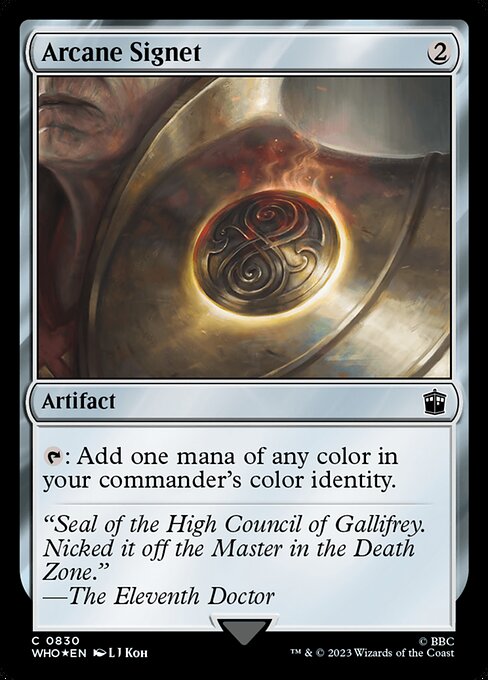 Arcane Signet 2
Artifact
: Add one mana of any color in
your commander's color identity.
“Seal of the High Council of Gallifrey.
Nicked it off the Master in the Death
Zone.”
—The Eleventh Doctor
C 0830
WHO★EN LJ Koh
© BBC
™ & © 2023 Wizards of the Coast